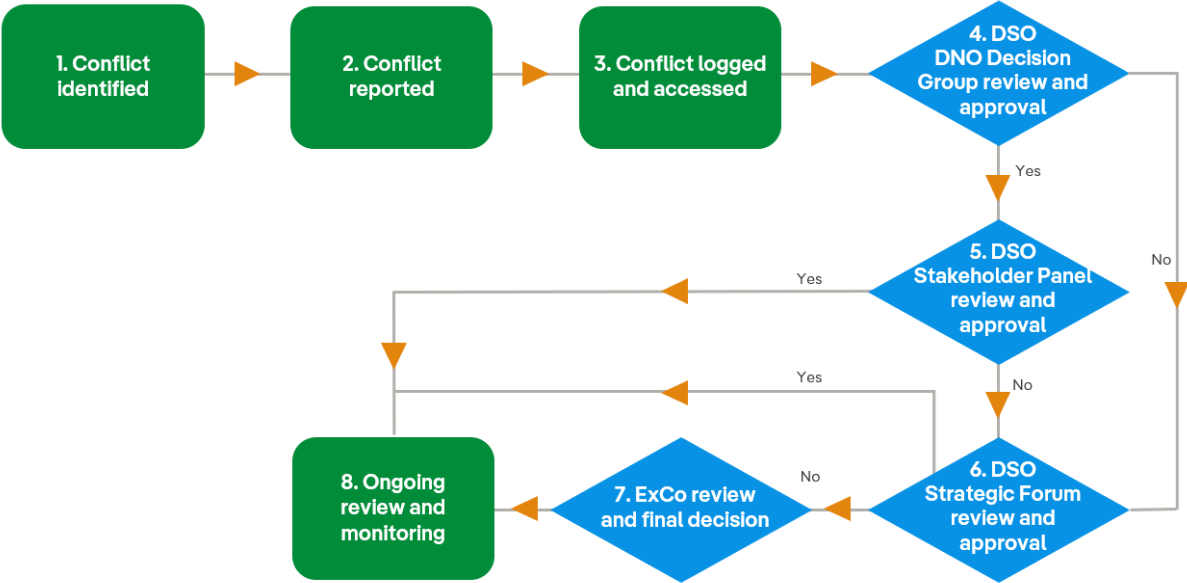 1. Conflict
identified
2. Conflict
reported
3. Conflict logged
and accessed
4. DSO
DNO Decision
Group review and
approval
Yes
No
5. DSO
Stakeholder Panel
review and
approval
Yes
No
Yes
6. DSO
Strategic Forum
review and
approval
No
7. ExCo review
and final decision
8. Ongoing
review and
monitoring